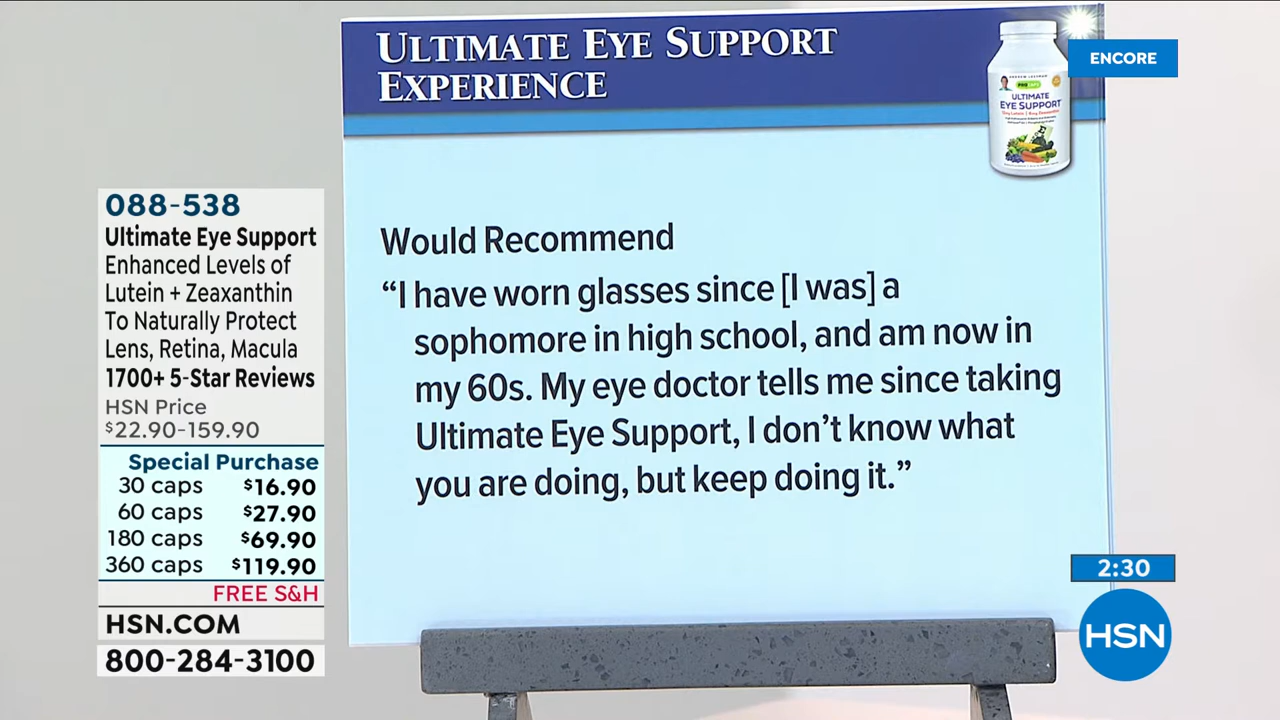 ULTIMATE EYE SUPPORT
EXPERIENCE
ENCORE
ULTIMATE
EYE SUPPORT
Would Recommend
“I have worn glasses since [I was] a
sophomore in high school, and am now in
my 60s. My eye doctor tells me since taking
Ultimate Eye Support, I don’t know what
you are doing, but keep doing it.”
088-538
Ultimate Eye Support
Enhanced Levels of
Lutein + Zeaxanthin
To Naturally Protect
Lens, Retina, Macula
1700+ 5-Star Reviews
HSN Price
$22.90-159.90
Special Purchase
30 caps $16.90
60 caps $27.90
180 caps $69.90
360 caps $119.90
FREE S&H
HSN.COM
800-284-3100
2:30
HSN